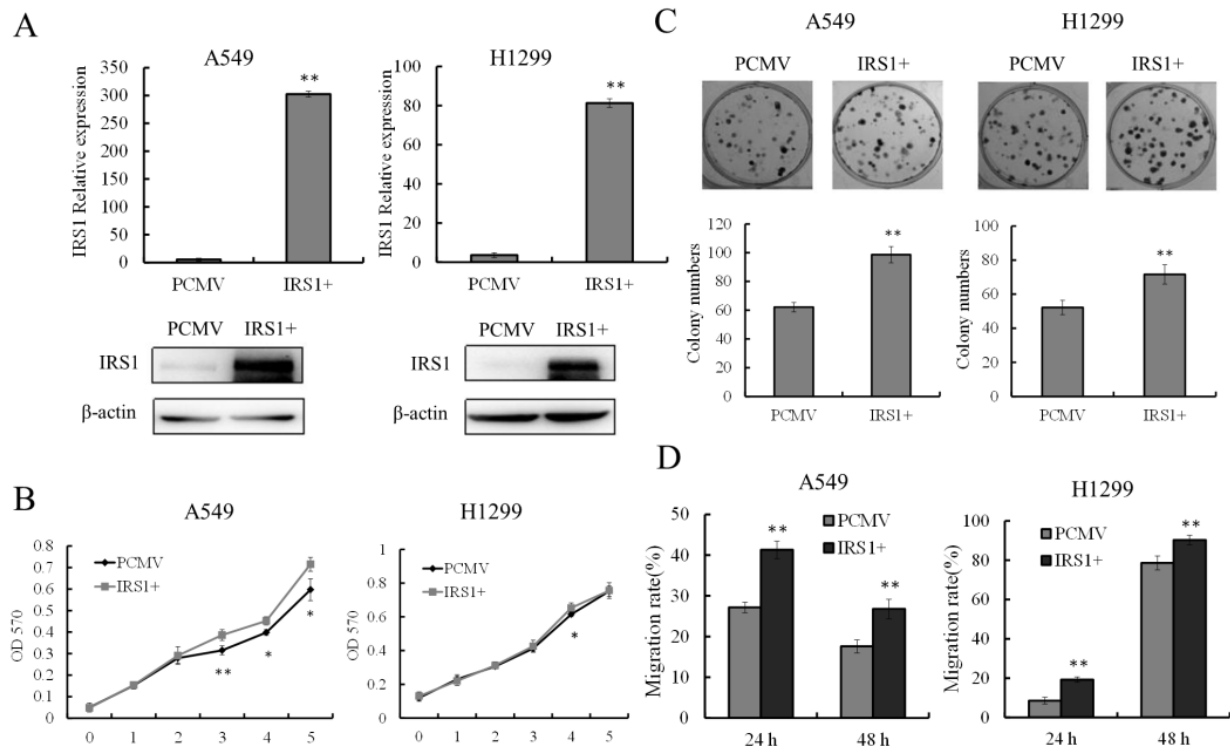 A
A549
IRS1 Relative expression
350
300
250
200
150
100
50
0
**
PCMV
IRS1+
H1299
IRS1 Relative expression
100
80
60
40
20
0
**
PCMV
IRS1+
PCMV IRS1+
IRS1
β-actin
PCMV IRS1+
B
A549
OD 570
0.8
0.7
0.6
0.5
0.4
0.3
0.2
0.1
0
PCMV
IRS1+
**
*
*
0 1 2 3 4 5
H1299
OD 570
1.2
1
0.8
0.6
0.4
0.2
0
PCMV
IRS1+
*
0 1 2 3 4 5
C
A549
PCMV IRS1+
H1299
PCMV IRS1+
Colony numbers
120
100
80
60
40
20
0
**
PCMV
IRS1+
Colony numbers
100
80
60
40
20
0
**
PCMV
IRS1+
D
A549
Migration rate(%)
50
40
30
20
10
0
PCMV
IRS1+
**
**
24 h 48 h
H1299
Migration rate(%)
100
80
60
40
20
0
PCMV
IRS1+
**
**
24 h 48 h